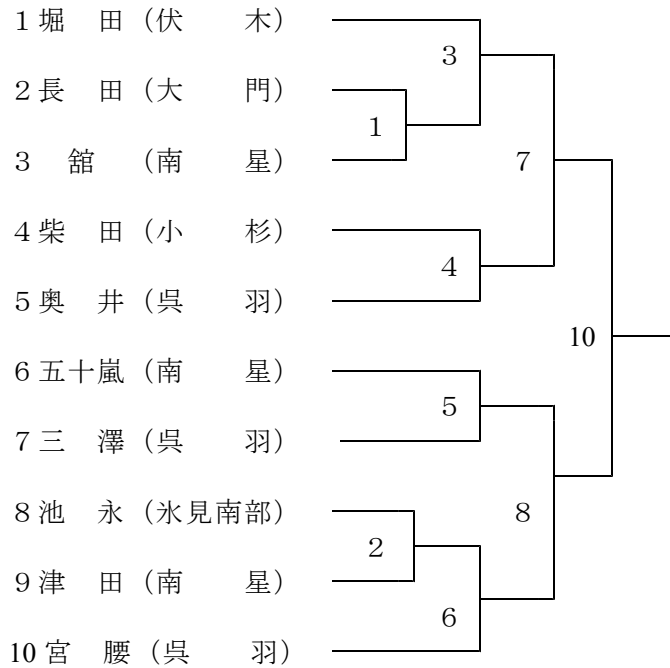 1堀　田（伏　　木）
3
2長　田（大　　門）
1
3　舘　（南　　星）
7
4柴　田（小　　杉）
4
5奥　井（呉　　羽）
10
6五十嵐（南　　星）
5
7三　澤（呉　　羽）
8池　永（氷見南部）
8
2
9津　田（南　　星）
6
10宮　腰（呉　　羽）